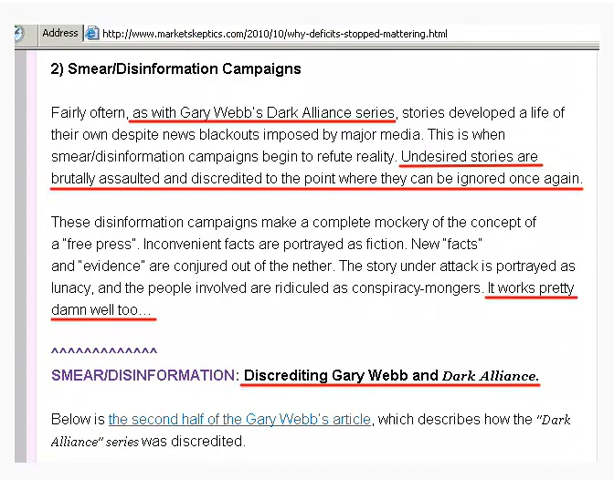 Address http://www.marketskeptics.com/2010/10/why-deficits-stopped-mattering.html
2) Smear/Disinformation Campaigns
Fairly oftern, as with Gary Webb's Dark Alliance series, stories developed a life of
their own despite news blackouts imposed by major media. This is when
smear/disinformation campaigns begin to refute reality. Undesired stories are
brutally assaulted and discredited to the point where they can be ignored once again.
These disinformation campaigns make a complete mockery of the concept of
a "free press". Inconvenient facts are portrayed as fiction. New "facts"
and "evidence" are conjured out of the nether. The story under attack is portrayed as
lunacy, and the people involved are ridiculed as conspiracy-mongers. It works pretty
damn well too…
^^^^^^^^^^^^^
SMEAR/DISINFORMATION: Discrediting Gary Webb and Dark Alliance.
Below is the second half of the Gary Webb's article, which describes how the "Dark
Alliance" series was discredited.